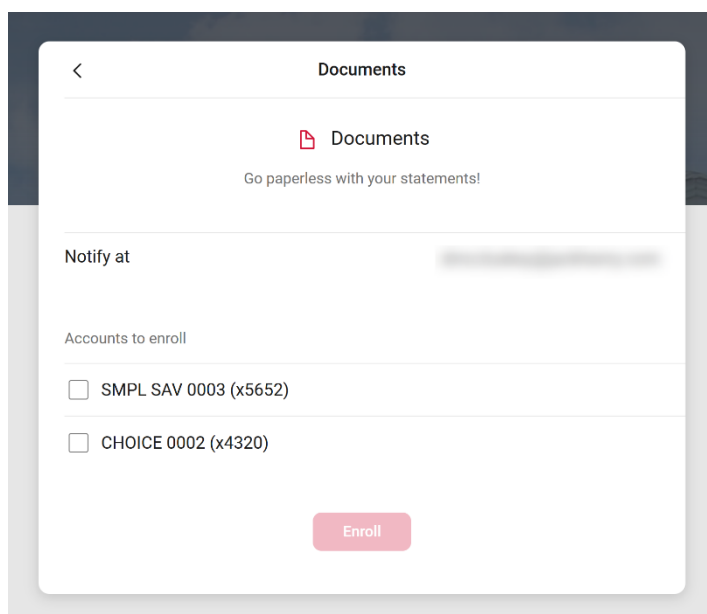 Documents
Documents
Go paperless with your statements!
Notify at
Accounts to enroll
SMPL SAV 0003 (x5652)
CHOICE 0002 (x4320)
Enroll